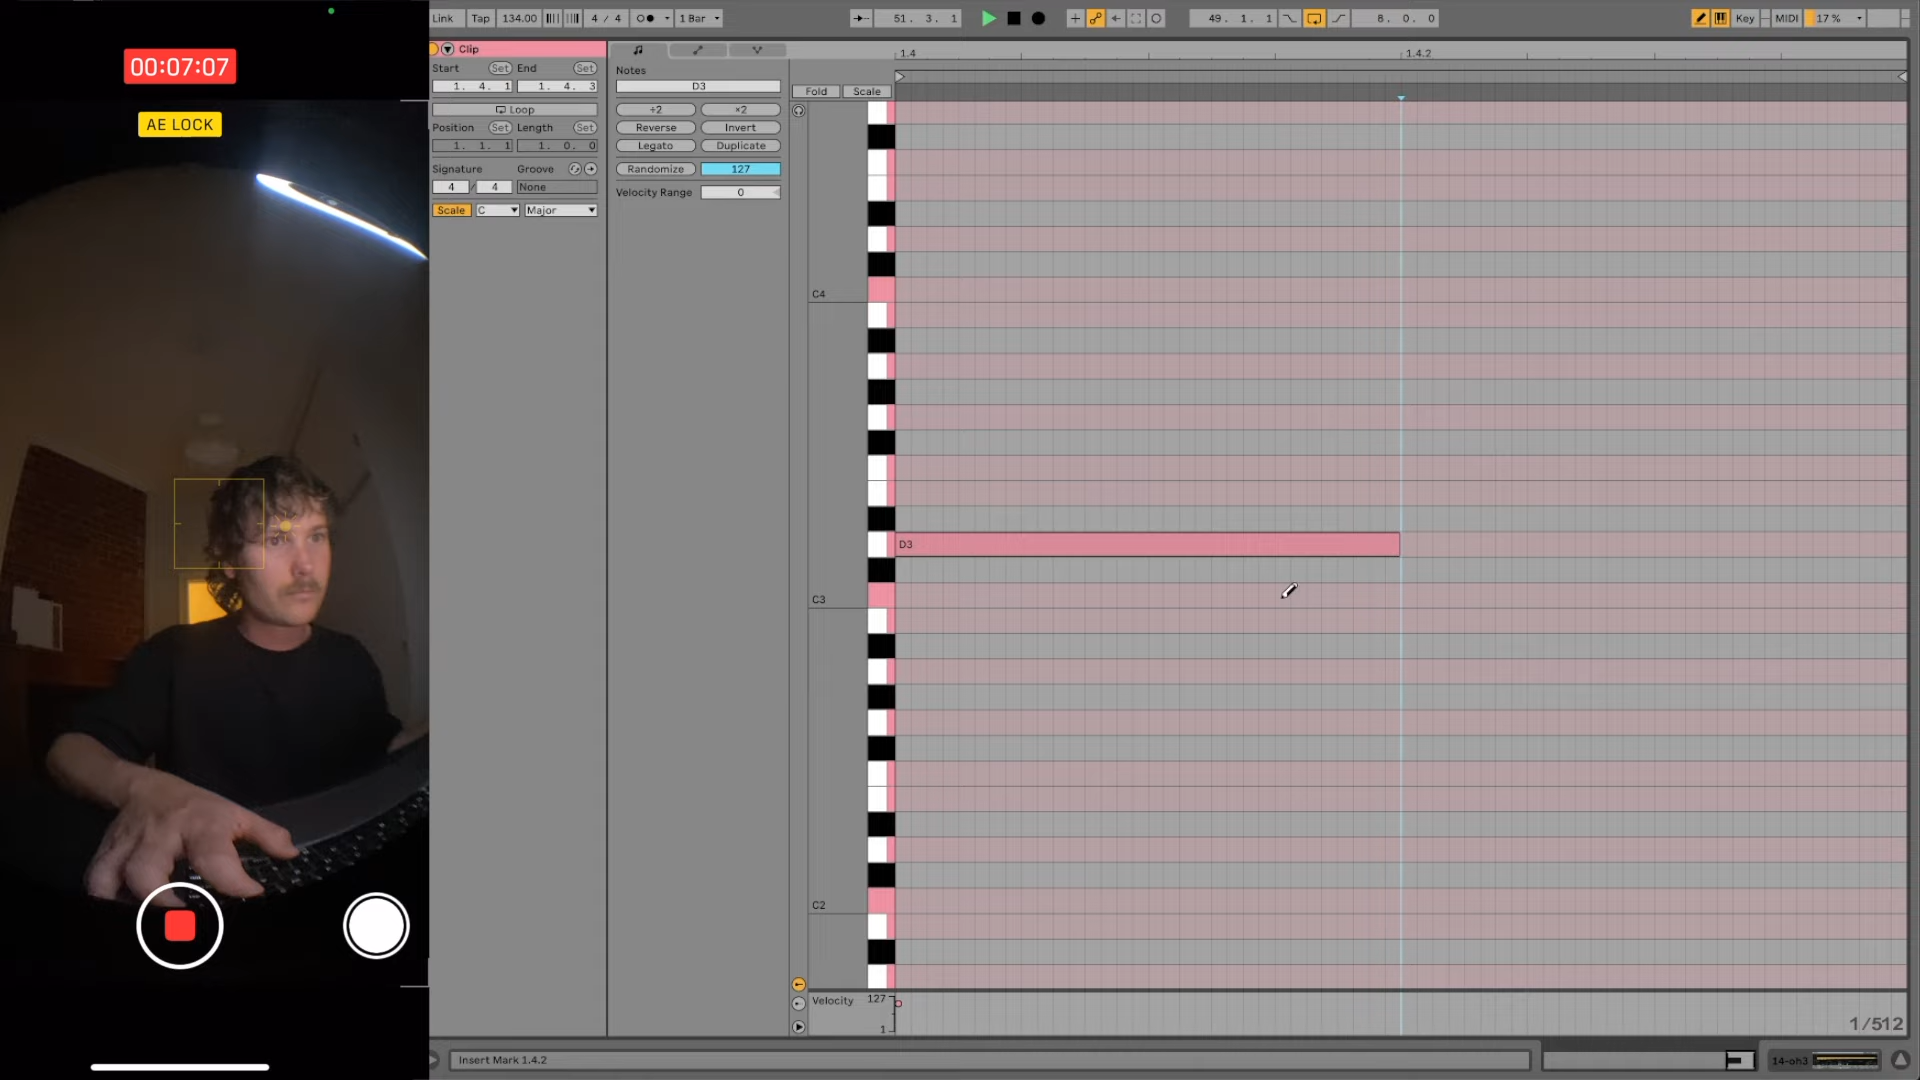 00:07:07
AE LOCK
Link Tap 134.00 4 / 4 1 Bar 51. 3. 1 49. 1. 1 8. 0. 0 Key MIDI 17 %
Clip
Start Set End Set
1. 4. 1 1. 4. 3
Loop
Position Set Length Set
1. 1. 1 1. 0. 0
Signature Groove
4 / 4 None
Scale C Major
Notes
D3
÷2 ×2
Reverse Invert
Legato Duplicate
Randomize 127
Velocity Range 0
Fold Scale
1.4 1.4.2
C4
D3
C3
C2
Velocity 127
1
1/512
Insert Mark 1.4.2
14-oh3